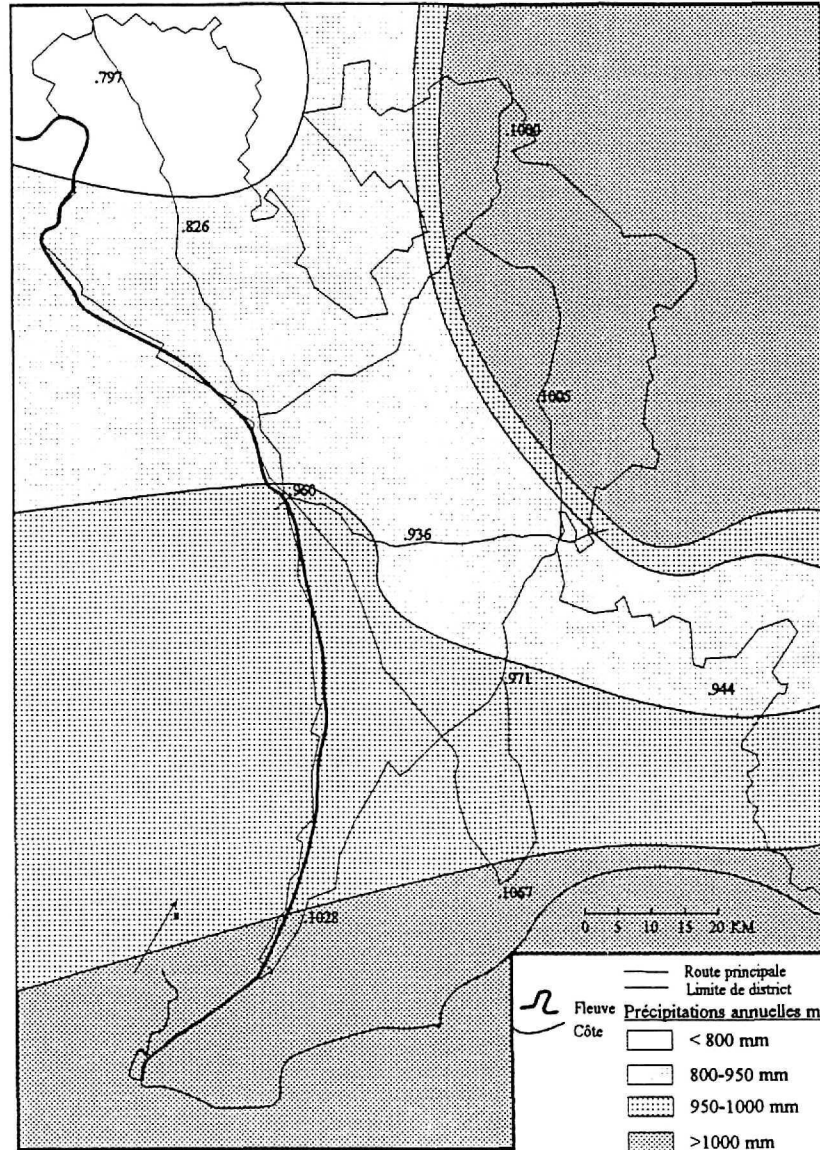 .797
.1080
.826
.1005
.960
.936
.971
.944
.1067
.1028
0 5 10 15 20 KM
Route principale
Limite de district
Fleuve
Côte
Précipitations annuelles m
< 800 mm
800-950 mm
950-1000 mm
>1000 mm